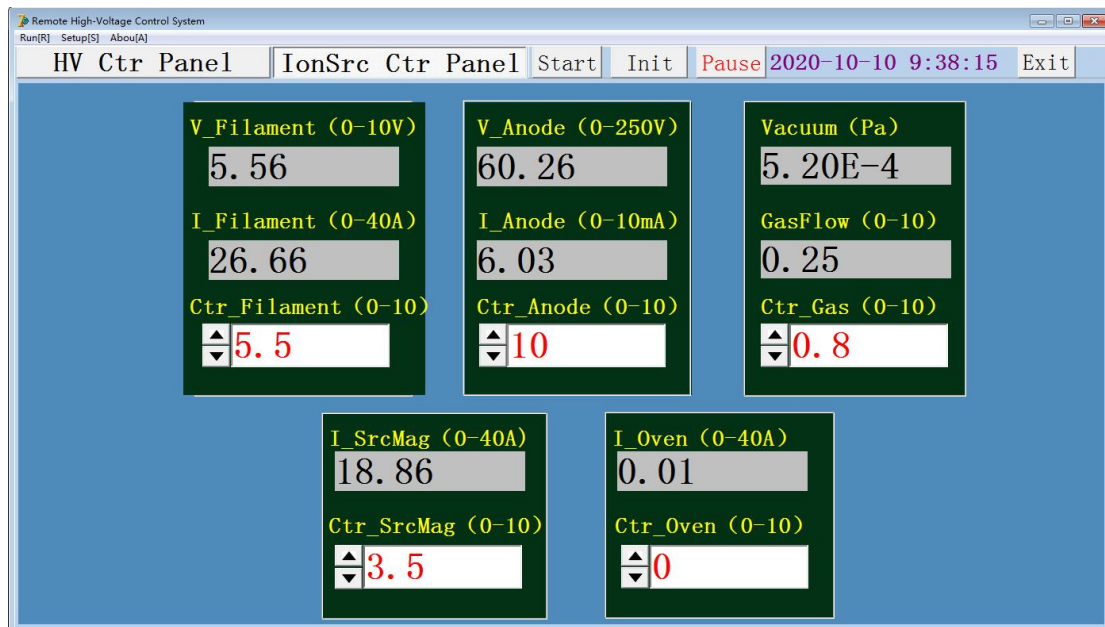 Remote High-Voltage Control System
Run[R] Setup[S] Abou[A]
HV Ctr Panel IonSrc Ctr Panel Start Init Pause 2020-10-10 9:38:15 Exit
V_Filament (0-10V)
5.56
I_Filament (0-40A)
26.66
Ctr_Filament (0-10)
5.5
V_Anode (0-250V)
60.26
I_Anode (0-10mA)
6.03
Ctr_Anode (0-10)
10
Vacuum (Pa)
5.20E-4
GasFlow (0-10)
0.25
Ctr_Gas (0-10)
0.8
I_SrcMag (0-40A)
18.86
Ctr_SrcMag (0-10)
3.5
I_Oven (0-40A)
0.01
Ctr_Oven (0-10)
0